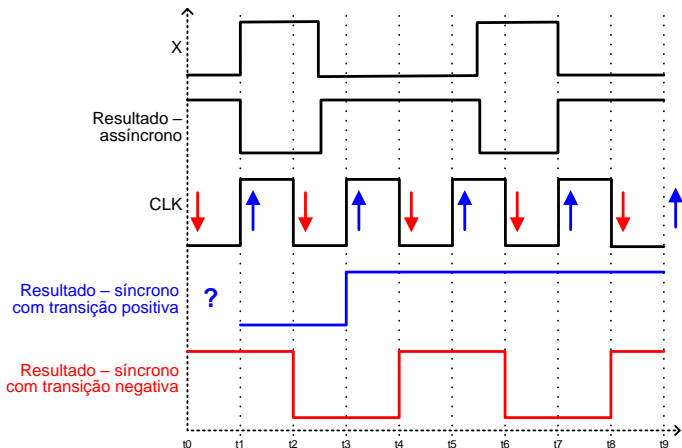 X
Resultado –
assíncrono
CLK
Resultado – síncrono
com transição positiva
?
Resultado – síncrono
com transição negativa
t0 t1 t2 t3 t4 t5 t6 t7 t8 t9